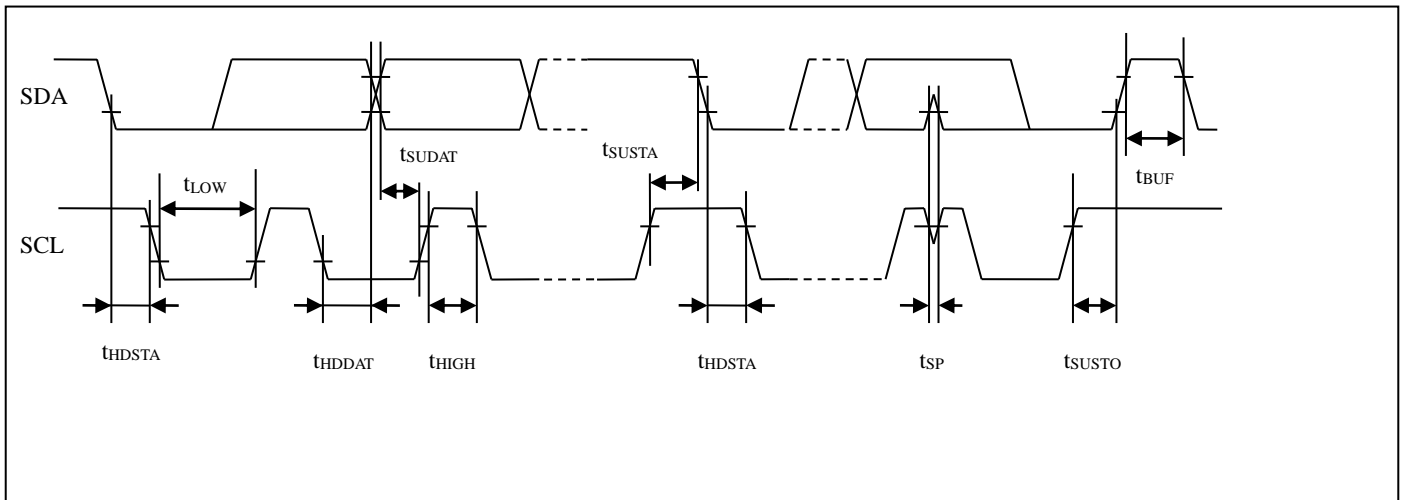 SDA
tSUDAT
tSUSTA
tLOW
tBUF
SCL
tHDSTA
tHDDAT
tHIGH
tHDSTA
tSP
tSUSTO